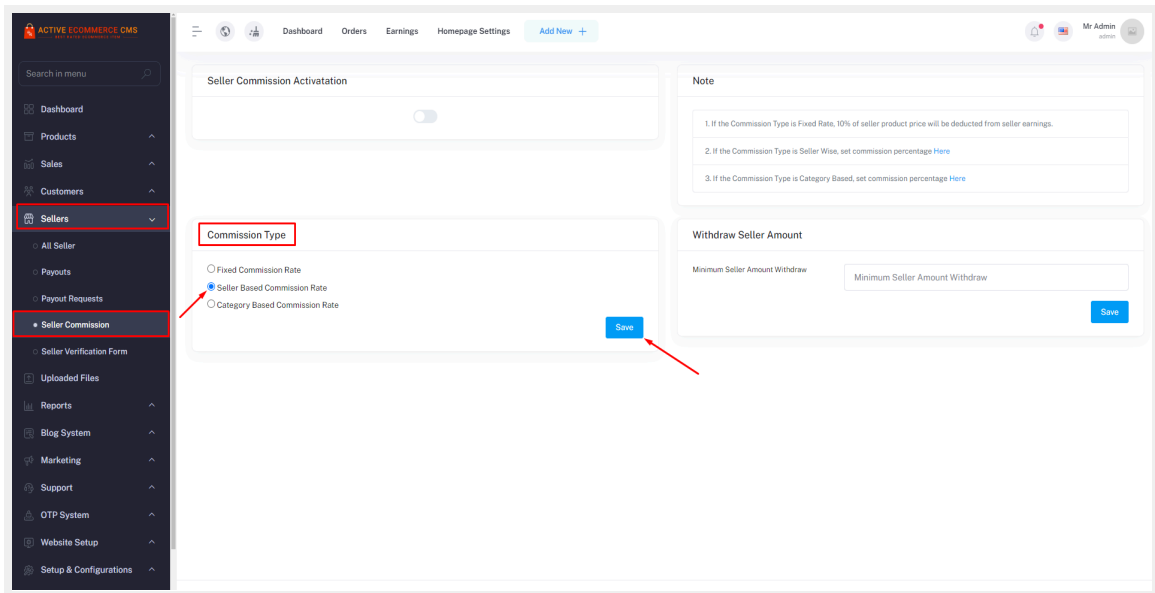 ACTIVE ECOMMERCE CMS
Dashboard
Orders
Earnings
Homepage Settings
Add New +
Mr Admin
admin
Search in menu
Dashboard
Products
Sales
Customers
Sellers
All Seller
Payouts
Payout Requests
Seller Commission
Seller Verification Form
Uploaded Files
Reports
Blog System
Marketing
Support
OTP System
Website Setup
Setup & Configurations
Seller Commission Activatation
Note
1. If the Commission Type is Fixed Rate, 10% of seller product price will be deducted from seller earnings.
2. If the Commission Type is Seller Wise, set commission percentage Here
3. If the Commission Type is Category Based, set commission percentage Here
Commission Type
Fixed Commission Rate
Seller Based Commission Rate
Category Based Commission Rate
Save
Withdraw Seller Amount
Minimum Seller Amount Withdraw
Minimum Seller Amount Withdraw
Save